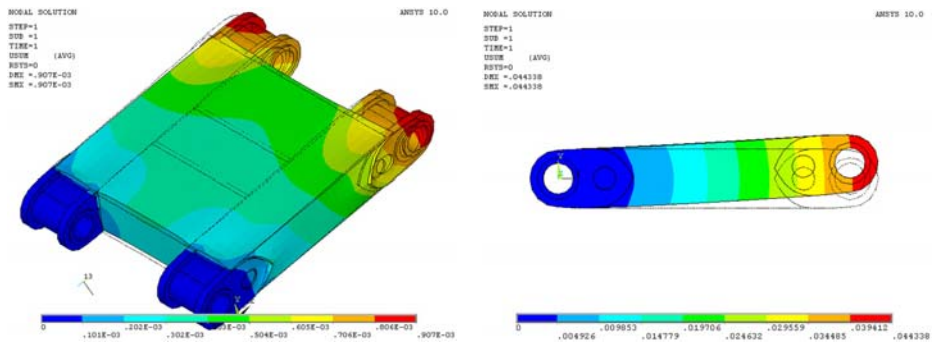 NODAL SOLUTION
ANSYS 10.0
STEP=1
SUB =1
TIME=1
USUM (AVG)
RSYS=0
DMX =.907E-03
SMX =.907E-03
13
0 .202E-03 .605E-03 .806E-03
.101E-03 .302E-03 .504E-03 .706E-03 .907E-03
NODAL SOLUTION
ANSYS 10.0
STEP=1
SUB =1
TIME=1
USUM (AVG)
RSYS=0
DMX =.044338
SMX =.044338
0 .009853 .019706 .029559 .039412
.004926 .014779 .024632 .034485 .044338